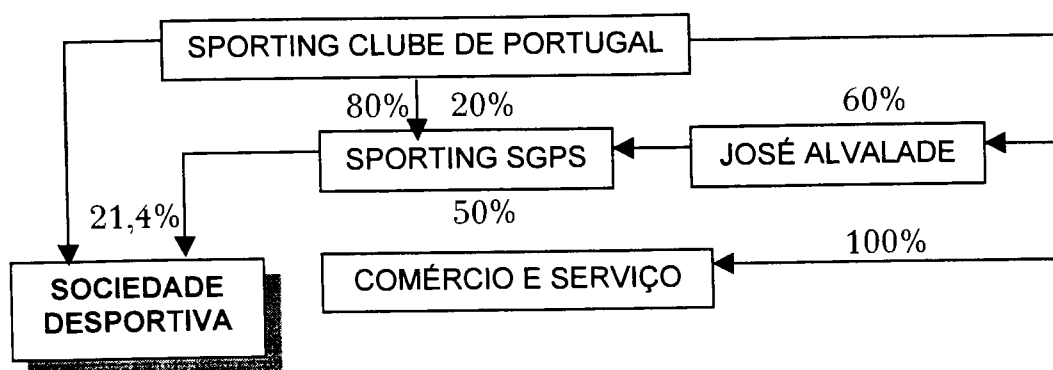 SPORTING CLUBE DE PORTUGAL
80% 20% 60%
SPORTING SGPS JOSÉ ALVALADE
21,4% 50%
100%
COMÉRCIO E SERVIÇO
SOCIEDADE
DESPORTIVA